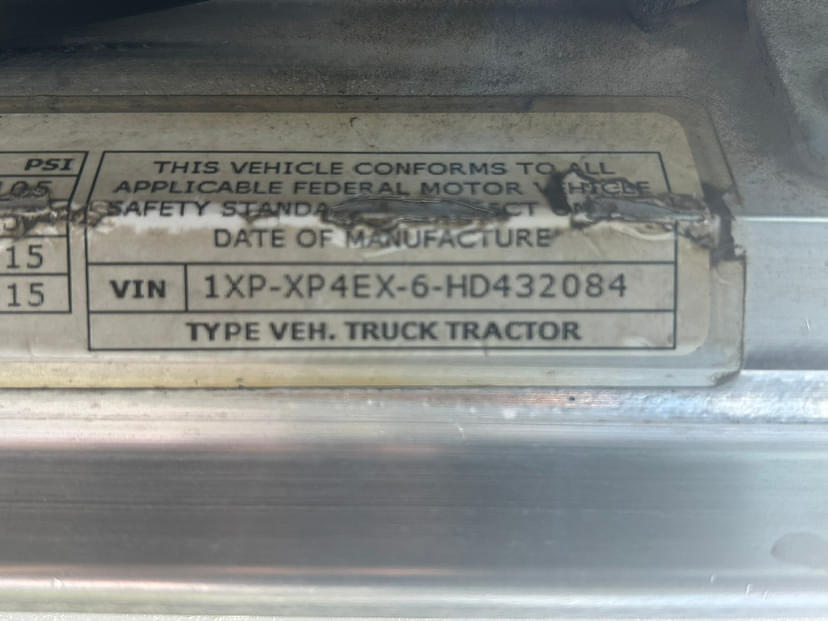 PSI
THIS VEHICLE CONFORMS TO ALL
105
APPLICABLE FEDERAL MOTOR VEHICLE
SAFETY
DATE OF MANUFACTURE
15
VIN 1XP-XP4EX-6-HD432084
15
TYPE VEH. TRUCK TRACTOR